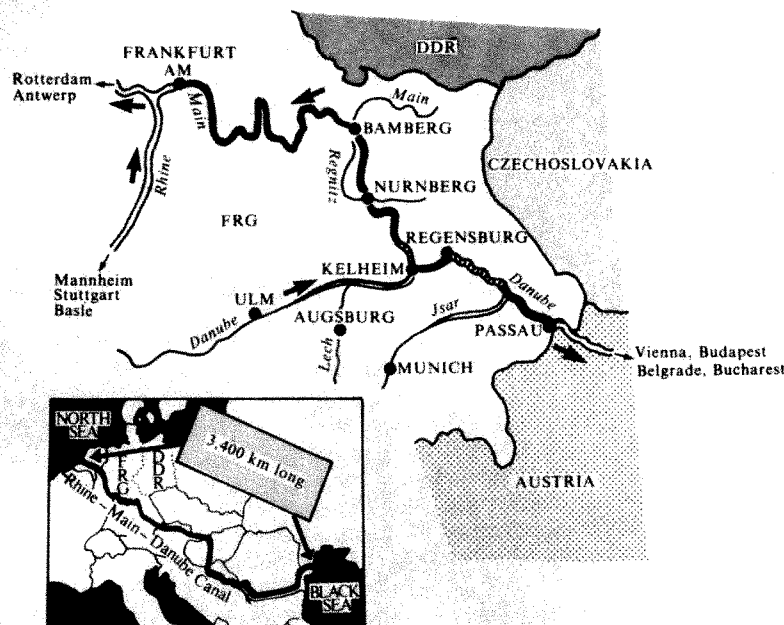 DDR
FRANKFURT
AM
Rotterdam
Antwerp
Main
Main
BAMBERG
CZECHOSLOVAKIA
Rhine
Regnitz
NURNBERG
FRG
REGENSBURG
KELHEIM
Mannheim
Stuttgart
Basle
ULM
Danube
AUGSBURG
Jsar
Danube
PASSAU
Lech
MUNICH
Vienna, Budapest
Belgrade, Bucharest
NORTH
SEA
FRG
DDR
3,400 km long
Rhine – Main – Danube Canal
BLACK
SEA
AUSTRIA